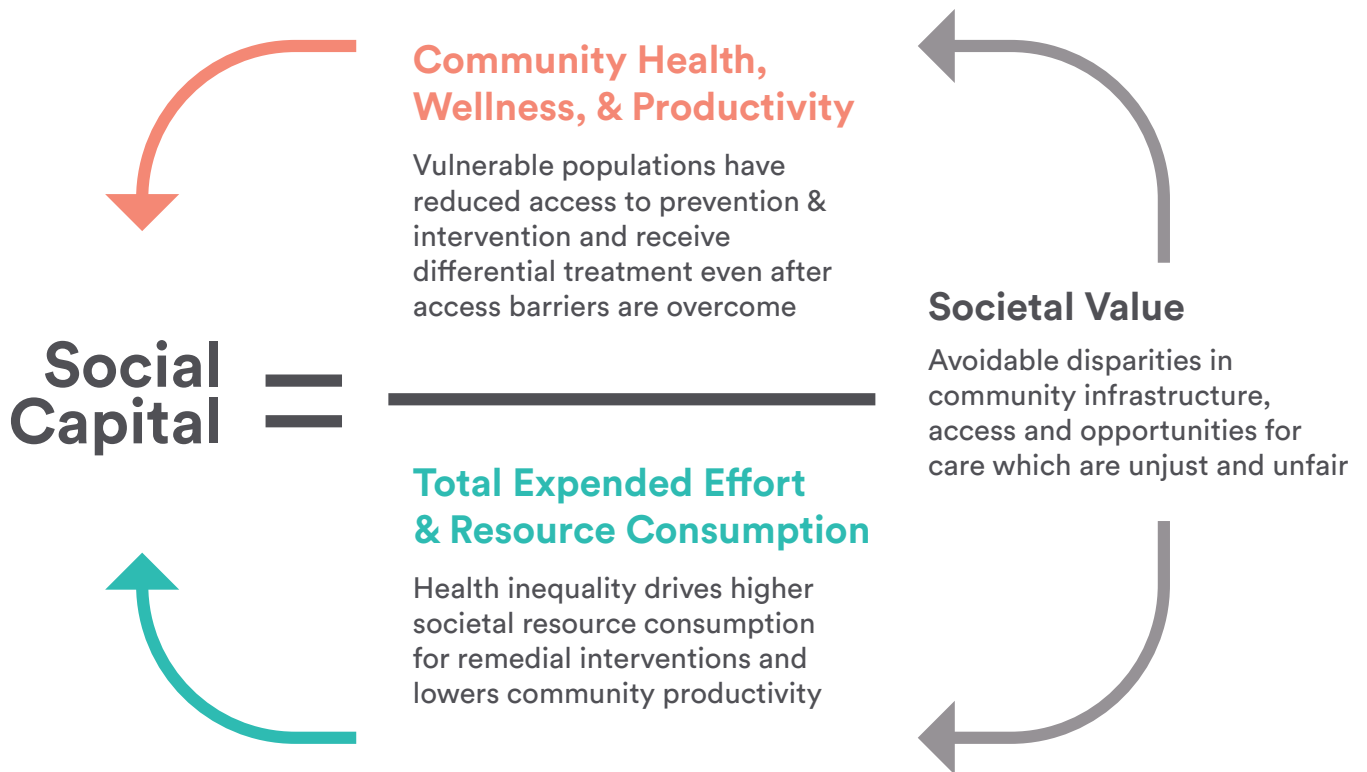 Community Health,
Wellness, & Productivity
Vulnerable populations have
reduced access to prevention &
intervention and receive
differential treatment even after
access barriers are overcome
Social
Capital
=
Total Expended Effort
& Resource Consumption
Health inequality drives higher
societal resource consumption
for remedial interventions and
lowers community productivity
Societal Value
Avoidable disparities in
community infrastructure,
access and opportunities for
care which are unjust and unfair